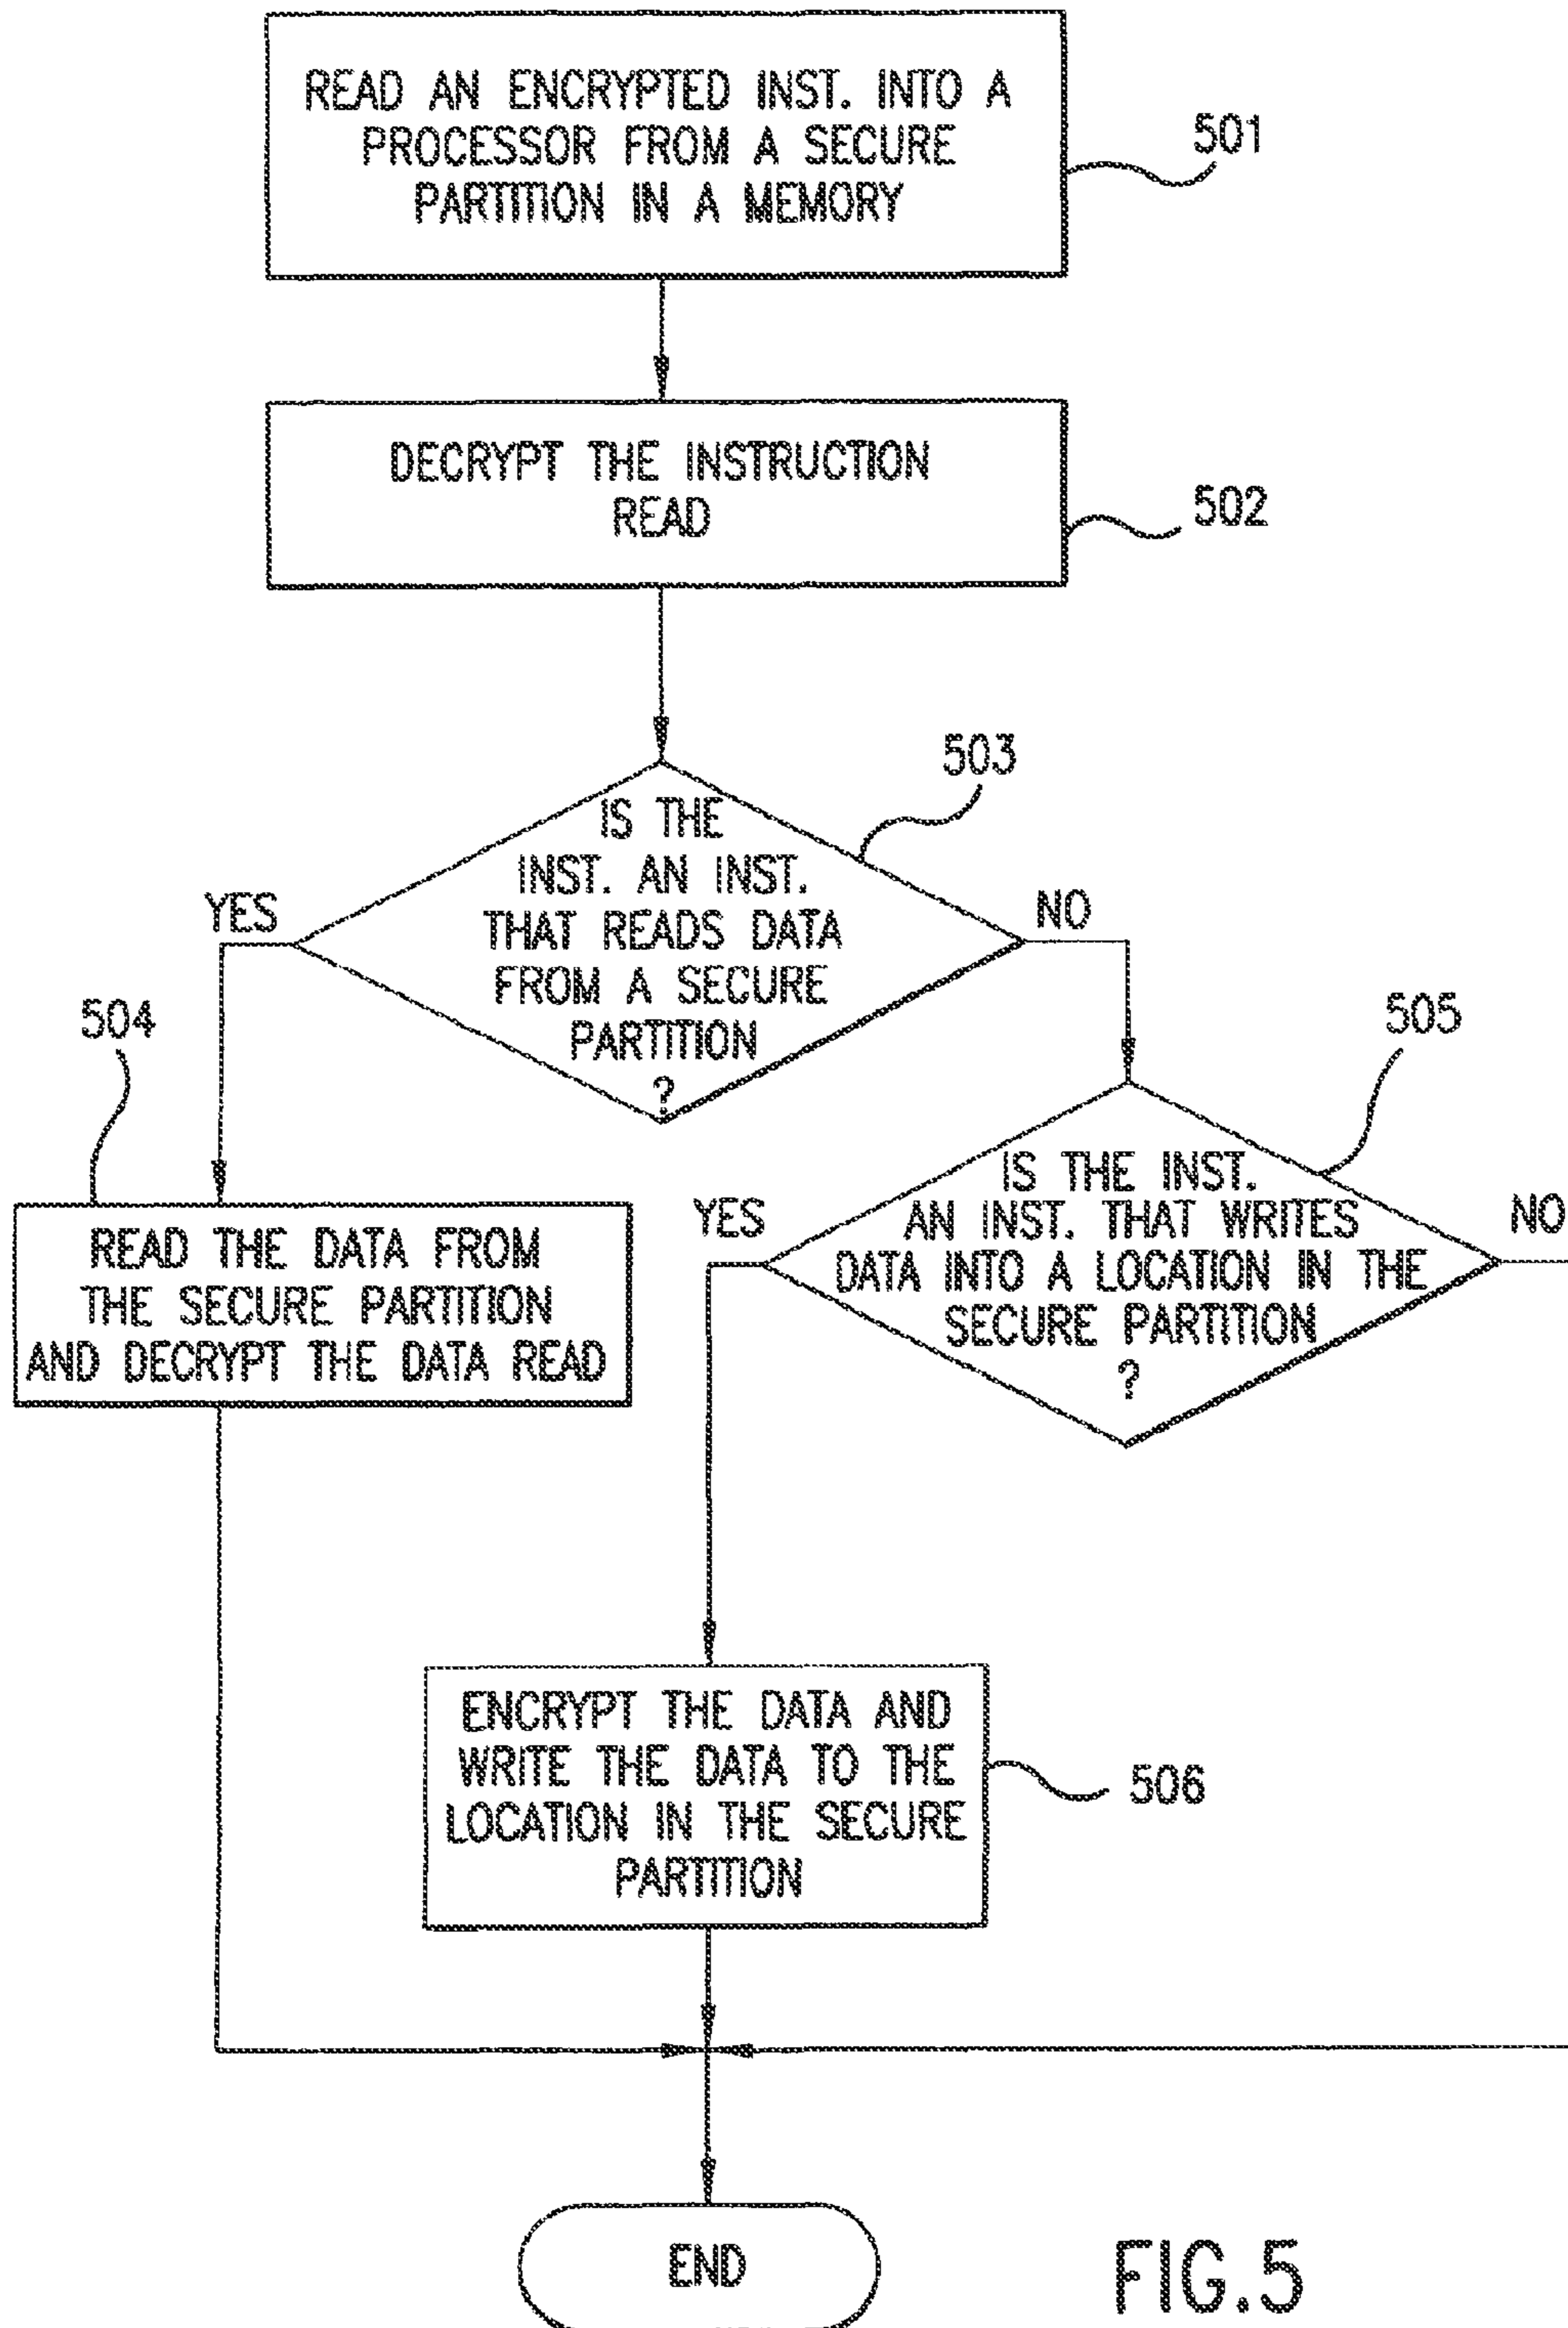 READ AN ENCRYPTED INST. INTO A
PROCESSOR FROM A SECURE
PARTITION IN A MEMORY
501
DECRYPT THE INSTRUCTION
READ
502
503
IS THE
INST. AN INST.
THAT READS DATA
FROM A SECURE
PARTITION
?
YES
NO
504
READ THE DATA FROM
THE SECURE PARTITION
AND DECRYPT THE DATA READ
505
IS THE INST.
AN INST. THAT WRITES
DATA INTO A LOCATION IN THE
SECURE PARTITION
?
YES
NO
ENCRYPT THE DATA AND
WRITE THE DATA TO THE
LOCATION IN THE SECURE
PARTITION
506
END
FIG.5